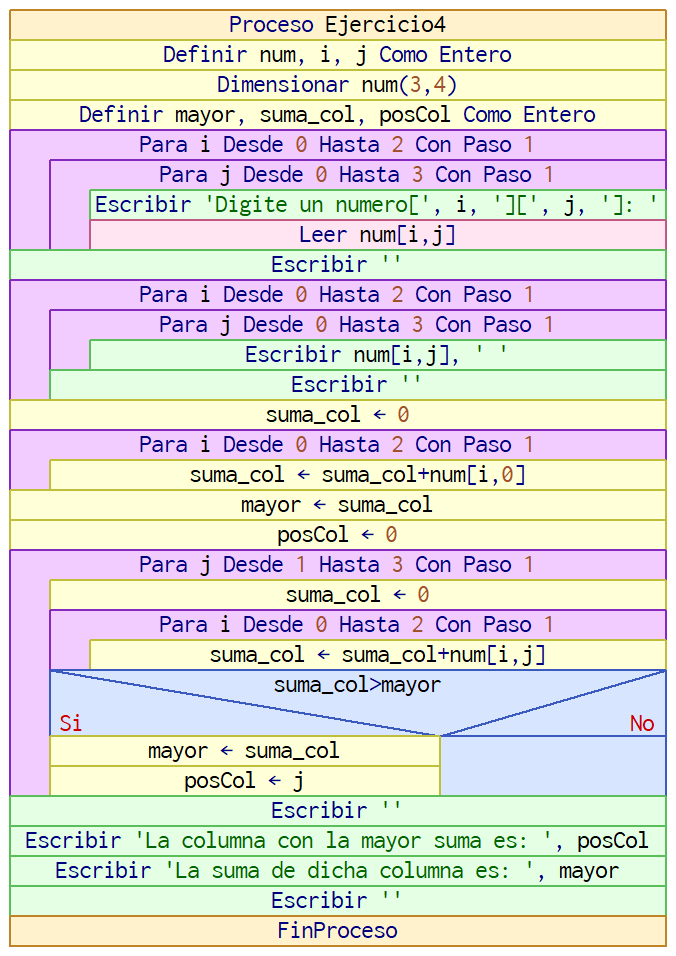 Proceso Ejercicio4
Definir num, i, j Como Entero
Dimensionar num(3,4)
Definir mayor, suma_col, posCol Como Entero
Para i Desde 0 Hasta 2 Con Paso 1
Para j Desde 0 Hasta 3 Con Paso 1
Escribir 'Digite un numero[', i, '][', j, ']: '
Leer num[i,j]
Escribir ''
Para i Desde 0 Hasta 2 Con Paso 1
Para j Desde 0 Hasta 3 Con Paso 1
Escribir num[i,j], ' '
Escribir ''
suma_col ← 0
Para i Desde 0 Hasta 2 Con Paso 1
suma_col ← suma_col+num[i,0]
mayor ← suma_col
posCol ← 0
Para j Desde 1 Hasta 3 Con Paso 1
suma_col ← 0
Para i Desde 0 Hasta 2 Con Paso 1
suma_col ← suma_col+num[i,j]
suma_col>mayor
Si No
mayor ← suma_col
posCol ← j
Escribir ''
Escribir 'La columna con la mayor suma es: ', posCol
Escribir 'La suma de dicha columna es: ', mayor
Escribir ''
FinProceso